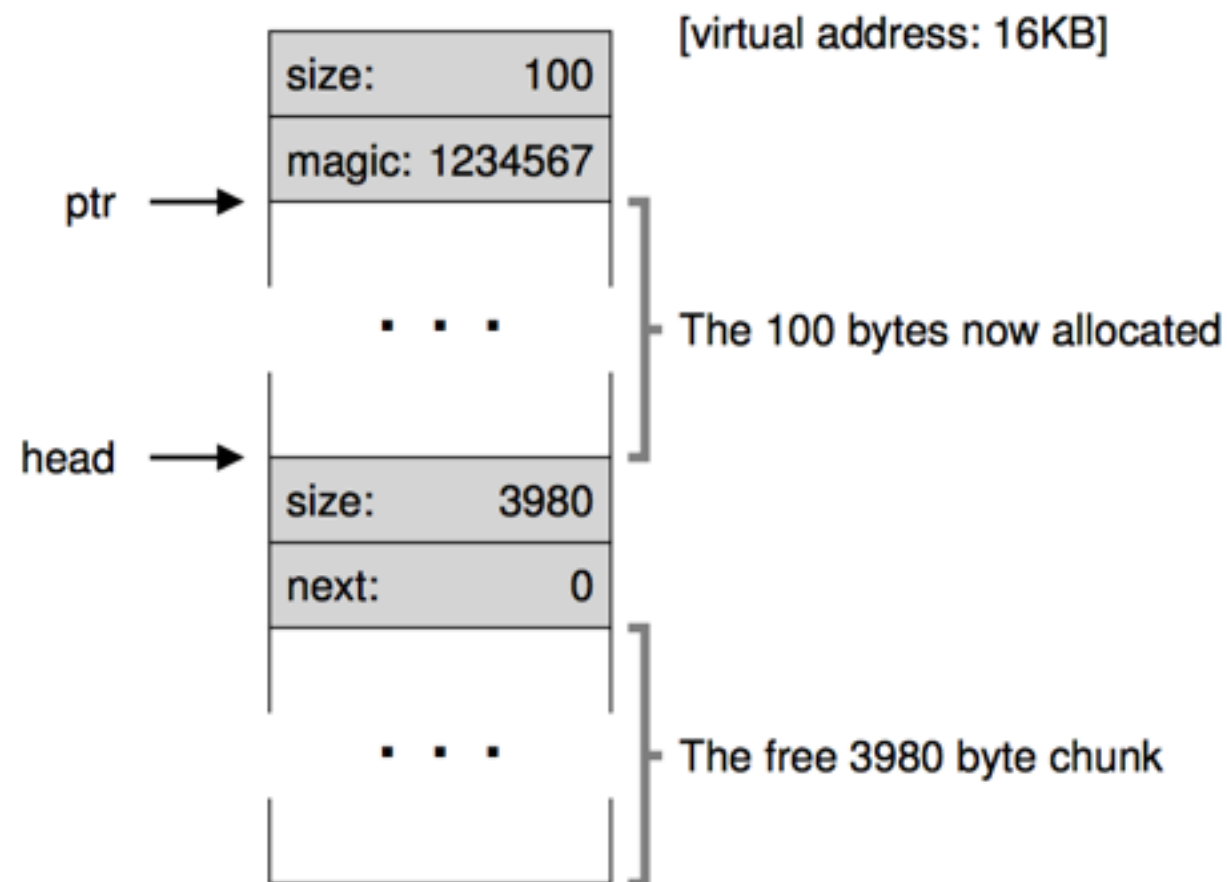 [virtual address: 16KB]
size: 100
magic: 1234567
ptr
. . .
The 100 bytes now allocated
head
size: 3980
next: 0
. . .
The free 3980 byte chunk